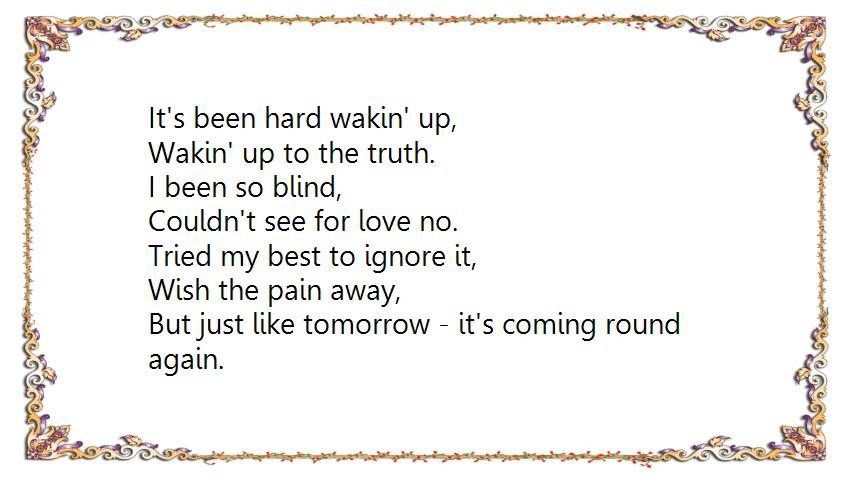 It's been hard wakin' up,
Wakin' up to the truth.
I been so blind,
Couldn't see for love no.
Tried my best to ignore it,
Wish the pain away,
But just like tomorrow - it's coming round
again.